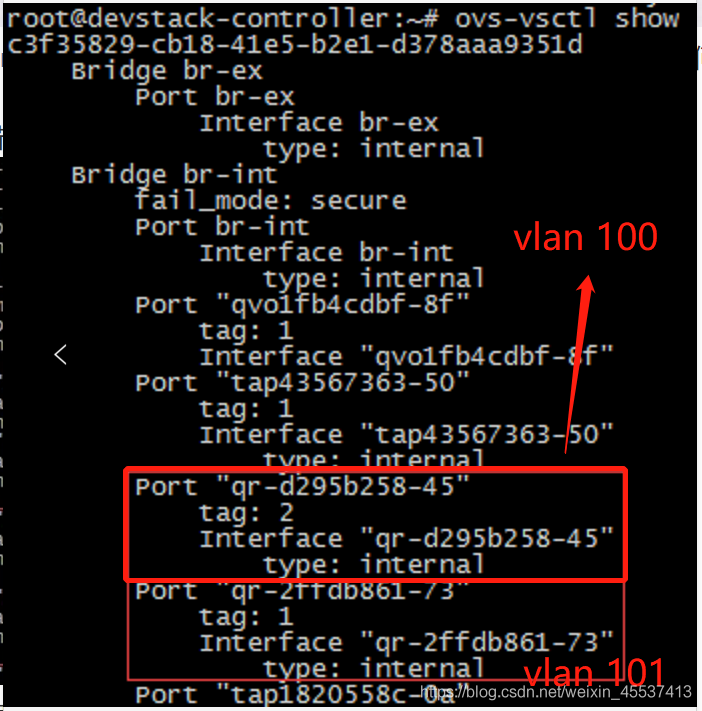 root@devstack-controller:~# ovs-vsctl show
c3f35829-cb18-41e5-b2e1-d378aaa9351d
Bridge br-ex
Port br-ex
Interface br-ex
type: internal
Bridge br-int
fail_mode: secure
Port br-int
Interface br-int
type: internal
vlan 100
Port "qvo1fb4cdbf-8f"
tag: 1
Interface "qvo1fb4cdbf-8f"
Port "tap43567363-50"
tag: 1
Interface "tap43567363-50"
type: internal
Port "qr-d295b258-45"
tag: 2
Interface "qr-d295b258-45"
type: internal
Port "qr-2ffdb861-73"
tag: 1
Interface "qr-2ffdb861-73"
type: internal
vlan 101
Port "tap1820558c-0a"
https://blog.csdn.net/weixin_45537413